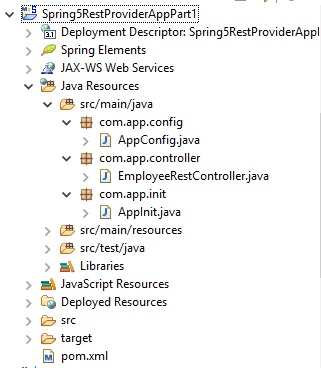 Spring5RestProviderAppPart1
Deployment Descriptor: Spring5RestProviderAppl
Spring Elements
JAX-WS Web Services
Java Resources
src/main/java
com.app.config
AppConfig.java
com.app.controller
EmployeeRestController.java
com.app.init
AppInit.java
src/main/resources
src/test/java
Libraries
JavaScript Resources
Deployed Resources
src
target
pom.xml